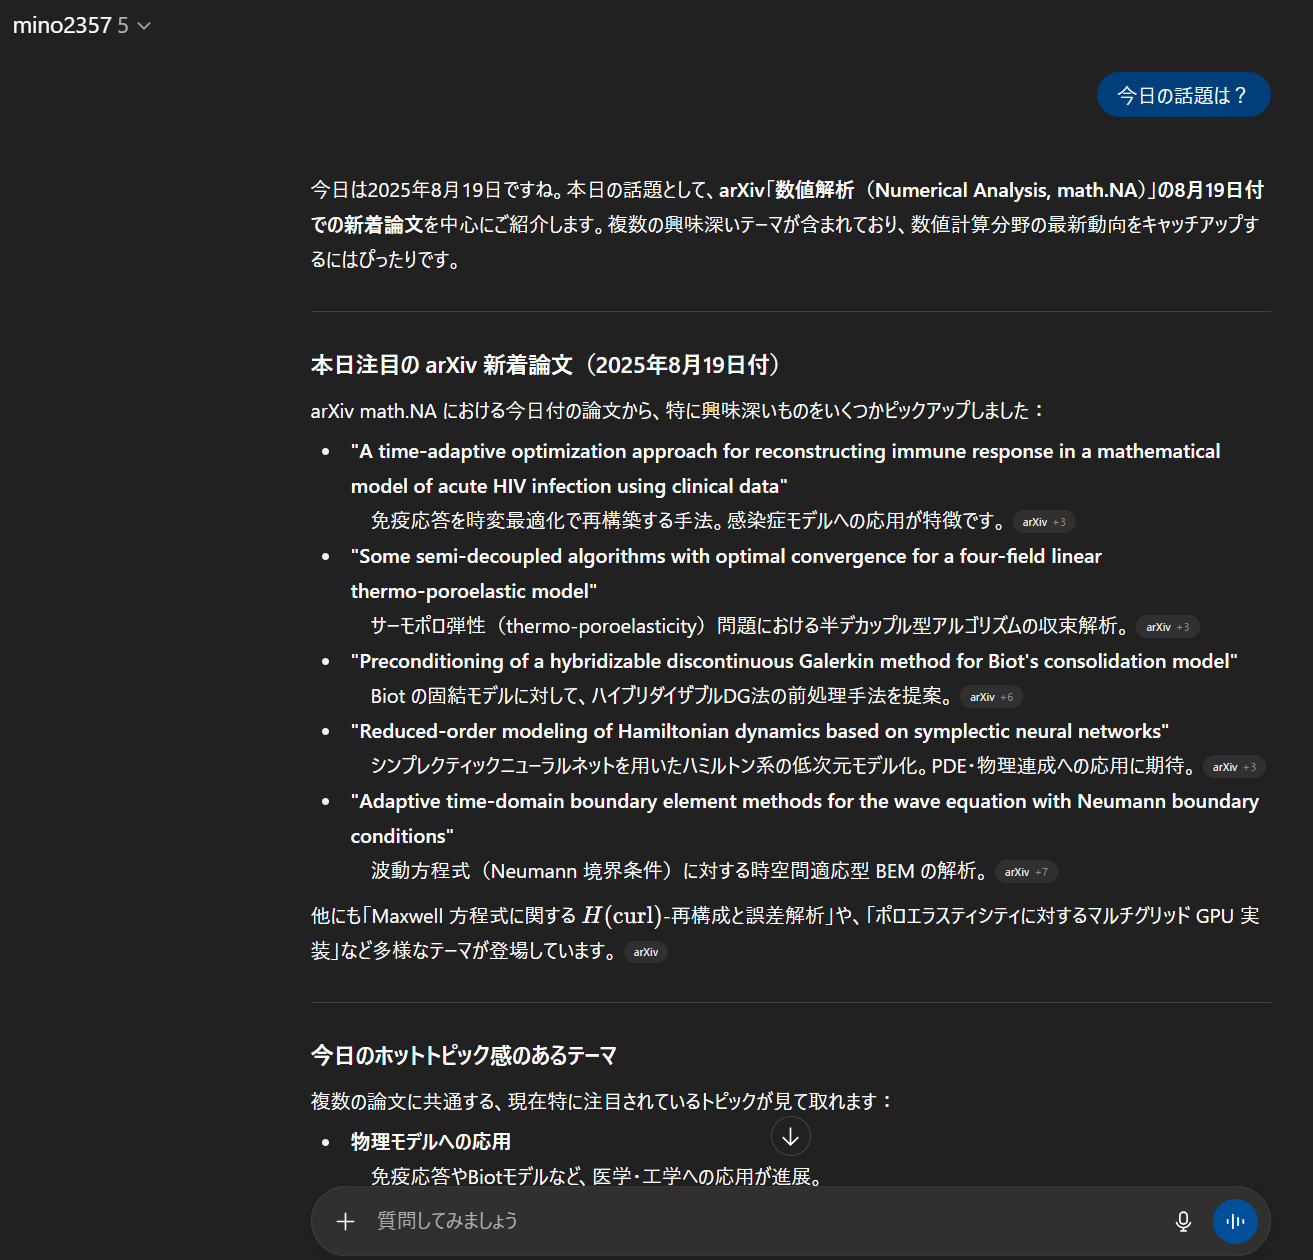 mino2357 5
今日の話題は？
今日は2025年8月19日ですね。本日の話題として、arXiv「数値解析（Numerical Analysis, math.NA）」の8月19日付
での新着論文を中心にご紹介します。複数の興味深いテーマが含まれており、数値計算分野の最新動向をキャッチアップす
るにはぴったりです。
本日注目の arXiv 新着論文（2025年8月19日付）
arXiv math.NA における今日付の論文から、特に興味深いものをいくつかピックアップしました：
• "A time-adaptive optimization approach for reconstructing immune response in a mathematical
model of acute HIV infection using clinical data"
免疫応答を時変最適化で再構築する手法。感染症モデルへの応用が特徴です。 arXiv +3
• "Some semi-decoupled algorithms with optimal convergence for a four-field linear
thermo-poroelastic model"
サーモポロ弾性（thermo-poroelasticity）問題における半デカップル型アルゴリズムの収束解析。 arXiv +3
• "Preconditioning of a hybridizable discontinuous Galerkin method for Biot's consolidation model"
Biot の固結モデルに対して、ハイブリダイザブルDG法の前処理手法を提案。 arXiv +6
• "Reduced-order modeling of Hamiltonian dynamics based on symplectic neural networks"
シンプレクティックニューラルネットを用いたハミルトン系の低次元モデル化。PDE・物理連成への応用に期待。 arXiv +3
• "Adaptive time-domain boundary element methods for the wave equation with Neumann boundary
conditions"
波動方程式（Neumann 境界条件）に対する時空間適応型 BEM の解析。 arXiv +7
他にも「Maxwell 方程式に関する H(curl)-再構成と誤差解析」や、「ポロエラスティシティに対するマルチグリッド GPU 実
装」など多様なテーマが登場しています。 arXiv
今日のホットトピック感のあるテーマ
複数の論文に共通する、現在特に注目されているトピックが見て取れます：
• 物理モデルへの応用
免疫応答やBiotモデルなど、医学・工学への応用が進展。
質問してみましょう